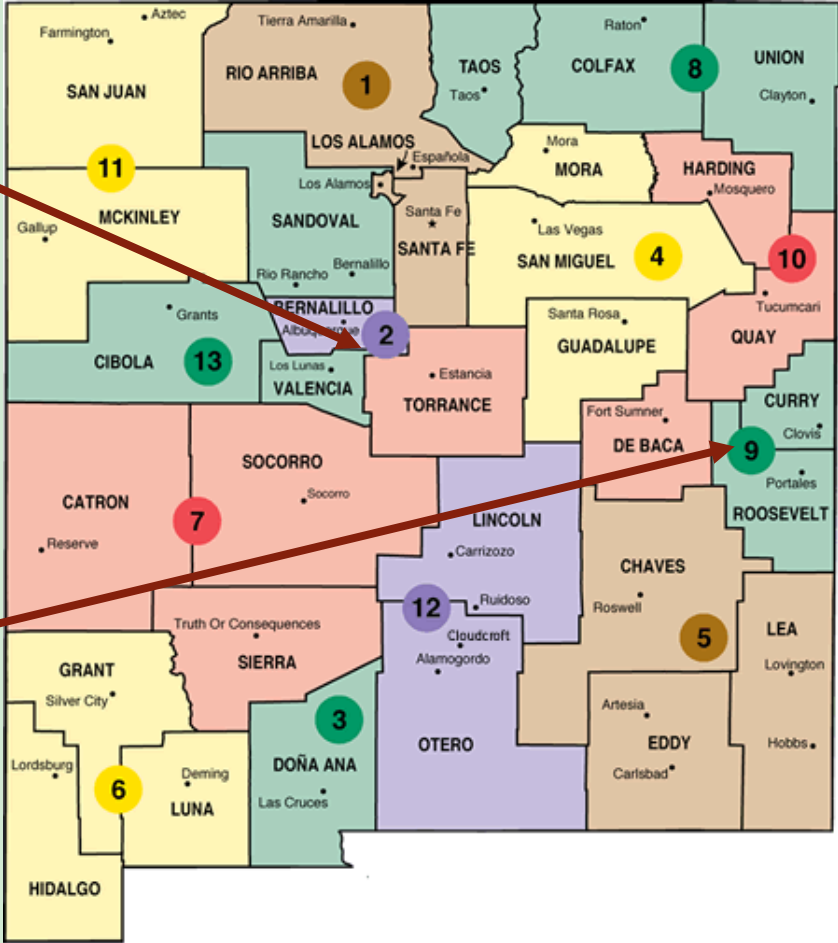 Aztec
Farmington
SAN JUAN
Tierra Amarilla
RIO ARRIBA
1
TAOS
Taos
Raton
COLFAX
8
UNION
Clayton
11
LOS ALAMOS
Española
Los Alamos
Mora
MORA
HARDING
Mosquero
MCKINLEY
Gallup
SANDOVAL
Santa Fe
SANTA FE
Las Vegas
SAN MIGUEL
4
10
Rio Rancho
Bernalillo
Grants
CIBOLA
13
BERNALILLO
Albuquerque
2
Los Lunas
VALENCIA
Estancia
TORRANCE
Santa Rosa
GUADALUPE
Tucumcari
QUAY
Fort Sumner
DE BACA
CURRY
Clovis
9
Portales
ROOSEVELT
SOCORRO
Socorro
CATRON
7
Reserve
LINCOLN
Carrizozo
Ruidoso
12
CHAVES
Roswell
5
LEA
Lovington
Hobbs
Truth Or Consequences
SIERRA
GRANT
Silver City
Cloudcroft
Alamogordo
OTERO
Artesia
EDDY
Carlsbad
3
DOÑA ANA
Las Cruces
Lordsburg
6
Deming
LUNA
HIDALGO